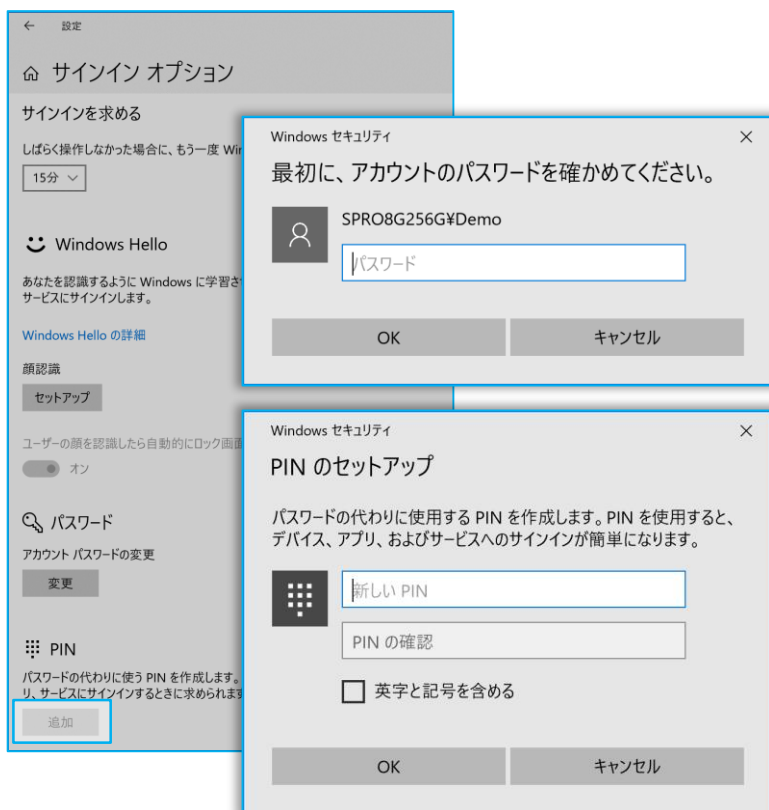 設定
サインイン オプション
サインインを求める
しばらく操作しなかった場合に、もう一度 Wi
15分
Windows Hello
あなたを認識するように Windows に学習さ
サービスにサインインします。
Windows Hello の詳細
顔認識
セットアップ
ユーザーの顔を認識したら自動的にロック画面
オン
パスワード
アカウント パスワードの変更
変更
PIN
パスワードの代わりに使う PIN を作成します。
リ、サービスにサインインするときに求められます
追加
Windows セキュリティ
最初に、アカウントのパスワードを確かめてください。
SPRO8G256G¥Demo
パスワード
OK
キャンセル
Windows セキュリティ
PIN のセットアップ
パスワードの代わりに使用する PIN を作成します。PIN を使用すると、
デバイス、アプリ、およびサービスへのサインインが簡単になります。
新しい PIN
PIN の確認
英字と記号を含める
OK
キャンセル